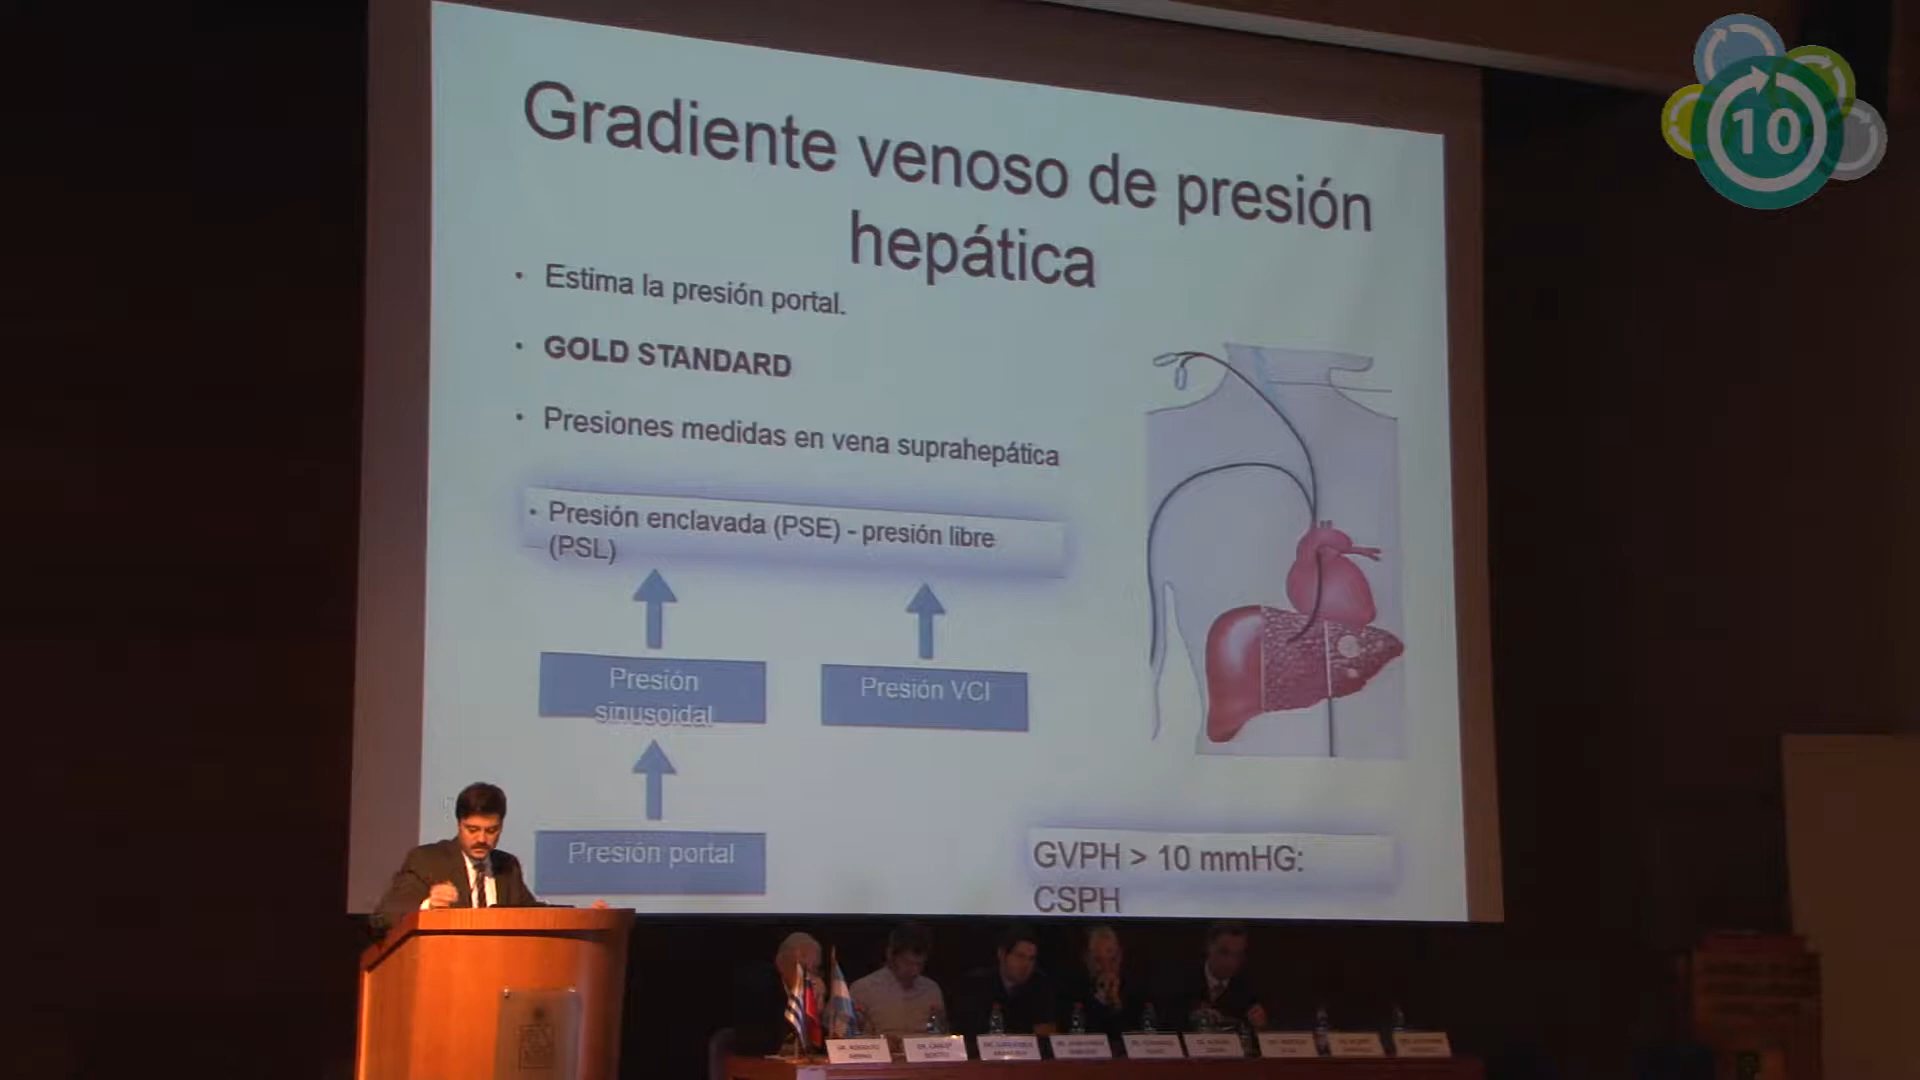 10
Gradiente venoso de presión
hepática
• Estima la presión portal.
• GOLD STANDARD
• Presiones medidas en vena suprahepática
• Presión enclavada (PSE) - presión libre
(PSL)
Presión
sinusoidal
Presión VCI
Presión portal
GVPH > 10 mmHG:
CSPH